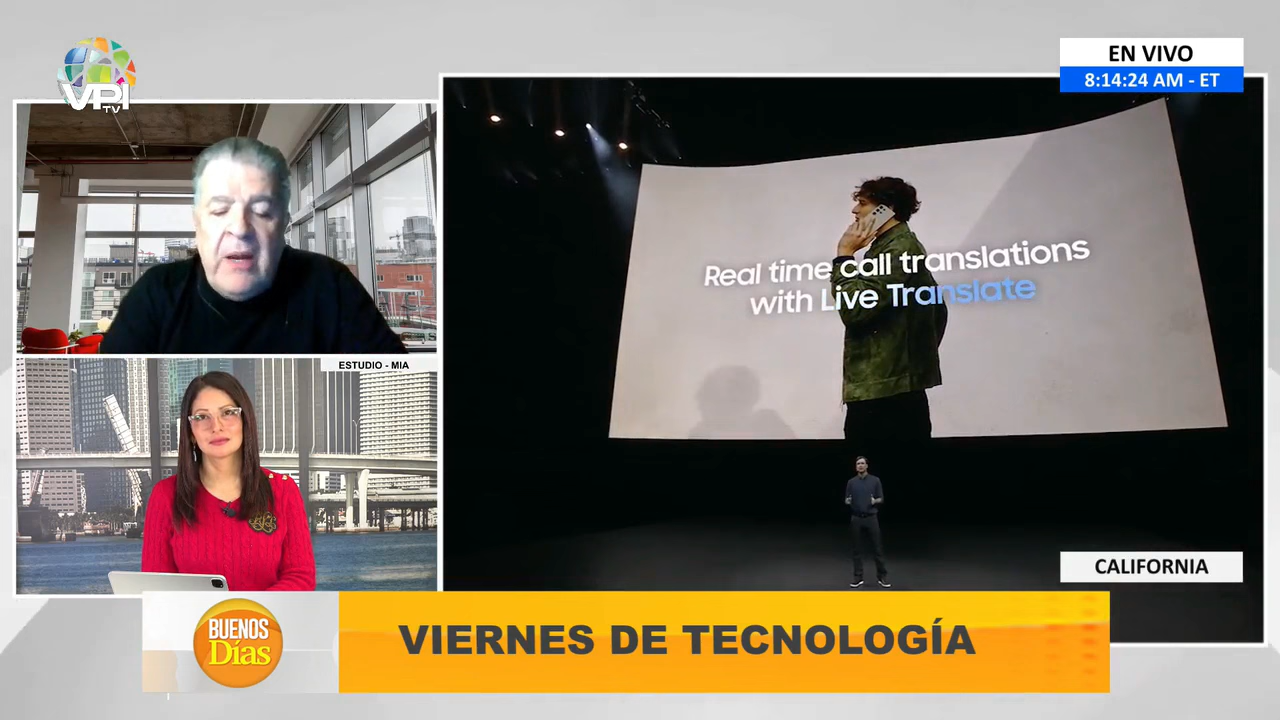 VPI
TV
EN VIVO
8:14:24 AM - ET
Real time call translations
with Live Translate
ESTUDIO - MIA
CALIFORNIA
BUENOS
Días
VIERNES DE TECNOLOGÍA